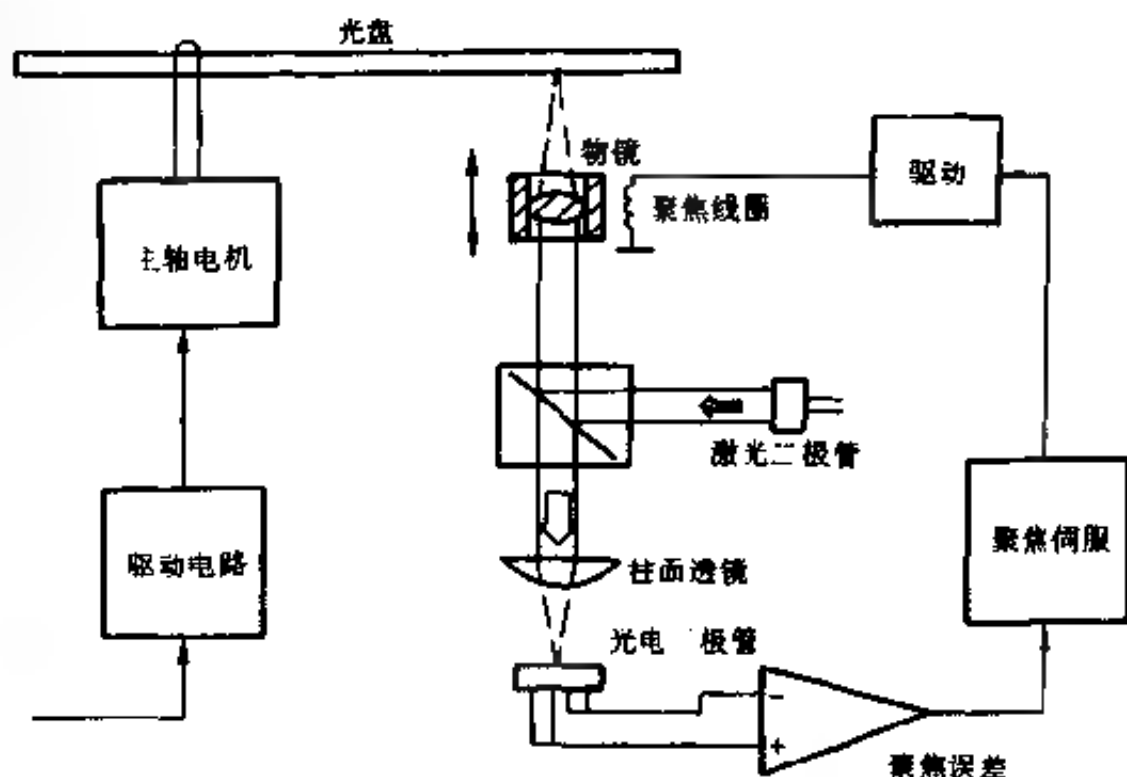 光盘
物镜
驱动
聚焦线圈
主轴电机
激光二极管
聚焦伺服
驱动电路
柱面透镜
光电二极管
−
+
聚焦误差